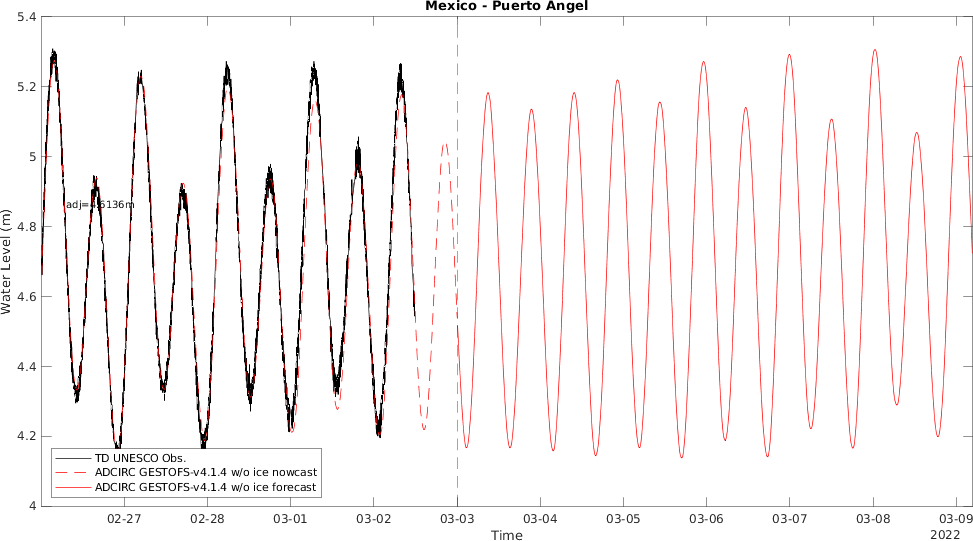 Mexico - Puerto Angel
5.4
5.2
5
4.8
4.6
4.4
4.2
4
Water Level (m)
adj=4.6136m
TD UNESCO Obs.
ADCIRC GESTOFS-v4.1.4 w/o ice nowcast
ADCIRC GESTOFS-v4.1.4 w/o ice forecast
02-27
02-28
03-01
03-02
03-03
03-04
03-05
03-06
03-07
03-08
03-09
Time
2022